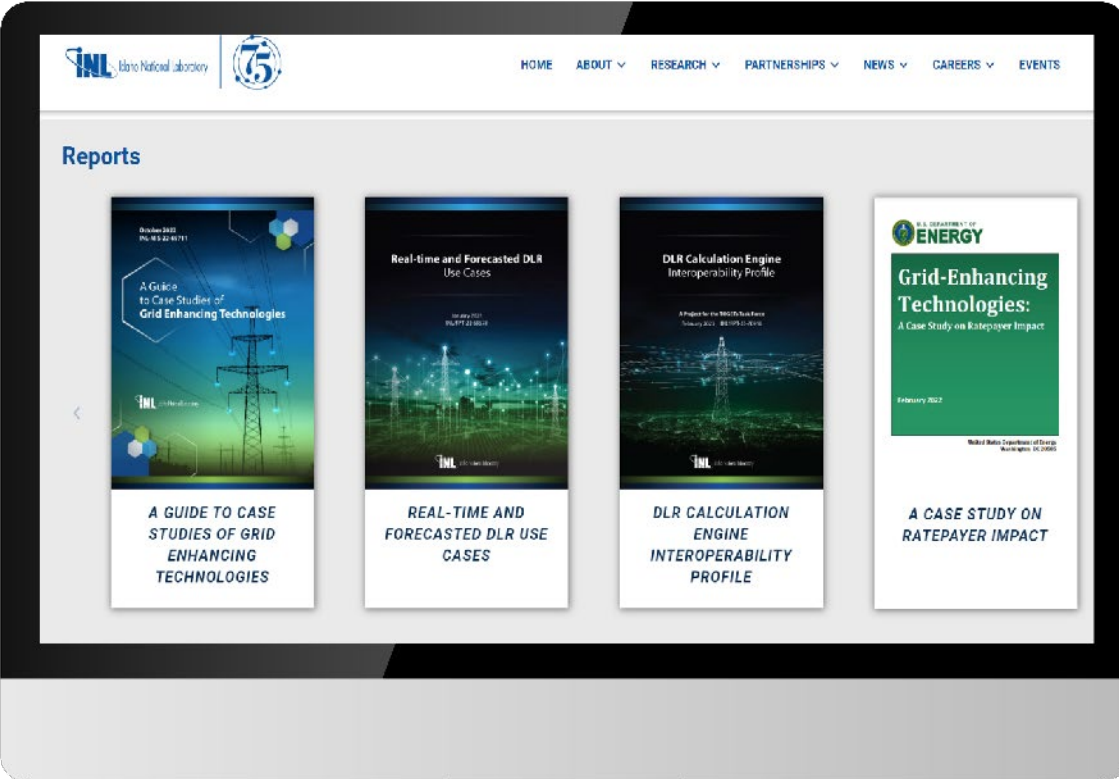 INL Idaho National Laboratory 75
HOME ABOUT RESEARCH PARTNERSHIPS NEWS CAREERS EVENTS
Reports
October 2022
A Guide
to Case Studies of
Grid Enhancing Technologies
INL
A GUIDE TO CASE
STUDIES OF GRID
ENHANCING
TECHNOLOGIES
Real-time and Forecasted DLR
Use Cases
INL
REAL-TIME AND
FORECASTED DLR USE
CASES
DLR Calculation Engine
Interoperability Profile
INL
DLR CALCULATION
ENGINE
INTEROPERABILITY
PROFILE
U.S. DEPARTMENT OF
ENERGY
Grid-Enhancing
Technologies:
A Case Study on Ratepayer Impact
February 2022
United States Department of Energy
Washington, DC 20585
A CASE STUDY ON
RATEPAYER IMPACT